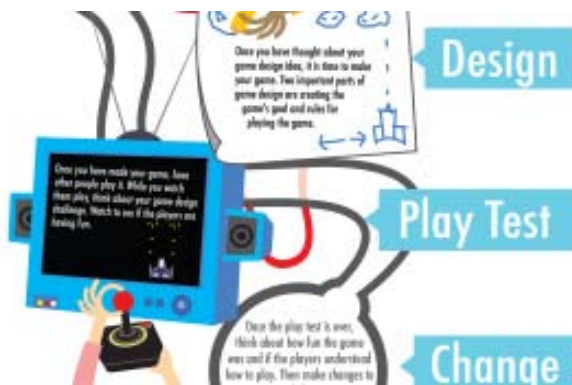 Once you have thought about your
game design idea, it is time to make
your game. Two important parts of
game design are creating the
game's goal and rules for
playing the game.
Design
Once you have made your game, have
other people play it. While you watch
them play, think about your game design
challenge. Watch to see if the players are
having fun.
Play Test
Once the play test is over,
think about how fun the game
was and if the players understood
how to play. Then make changes to
Change